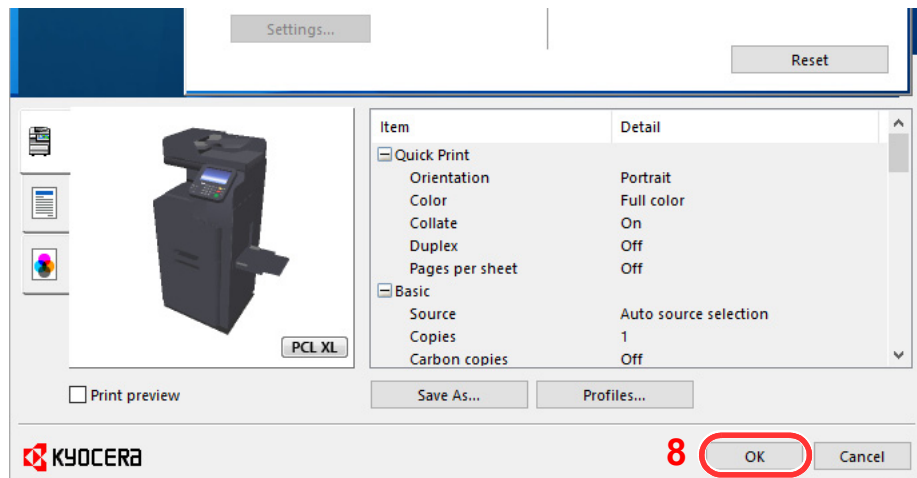 Settings...
Reset
Item Detail
Quick Print
Orientation Portrait
Color Full color
Collate On
Duplex Off
Pages per sheet Off
Basic
Source Auto source selection
Copies 1
Carbon copies Off
PCL XL
Print preview Save As... Profiles...
KYOCERA 8 OK Cancel